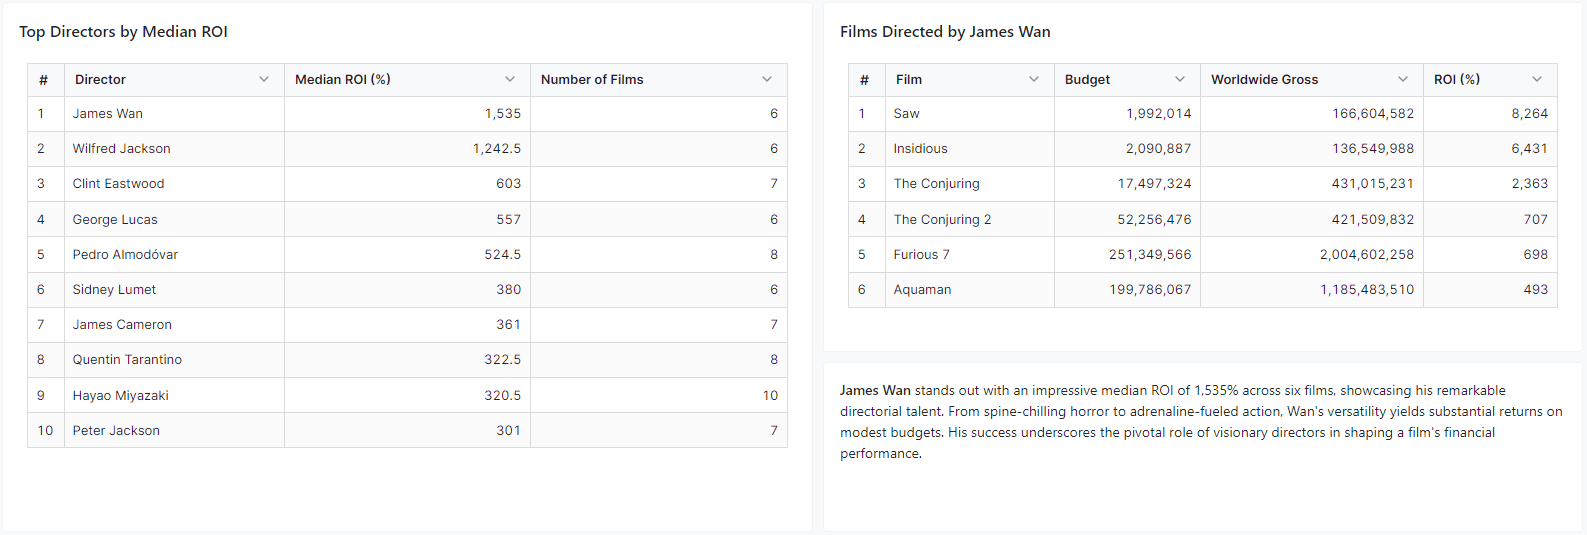 Top Directors by Median ROI
# Director Median ROI (%) Number of Films
1 James Wan 1,535 6
2 Wilfred Jackson 1,242.5 6
3 Clint Eastwood 603 7
4 George Lucas 557 6
5 Pedro Almodóvar 524.5 8
6 Sidney Lumet 380 6
7 James Cameron 361 7
8 Quentin Tarantino 322.5 8
9 Hayao Miyazaki 320.5 10
10 Peter Jackson 301 7
Films Directed by James Wan
# Film Budget Worldwide Gross ROI (%)
1 Saw 1,992,014 166,604,582 8,264
2 Insidious 2,090,887 136,549,988 6,431
3 The Conjuring 17,497,324 431,015,231 2,363
4 The Conjuring 2 52,256,476 421,509,832 707
5 Furious 7 251,349,566 2,004,602,258 698
6 Aquaman 199,786,067 1,185,483,510 493
James Wan stands out with an impressive median ROI of 1,535% across six films, showcasing his remarkable
directorial talent. From spine-chilling horror to adrenaline-fueled action, Wan's versatility yields substantial returns on
modest budgets. His success underscores the pivotal role of visionary directors in shaping a film's financial
performance.